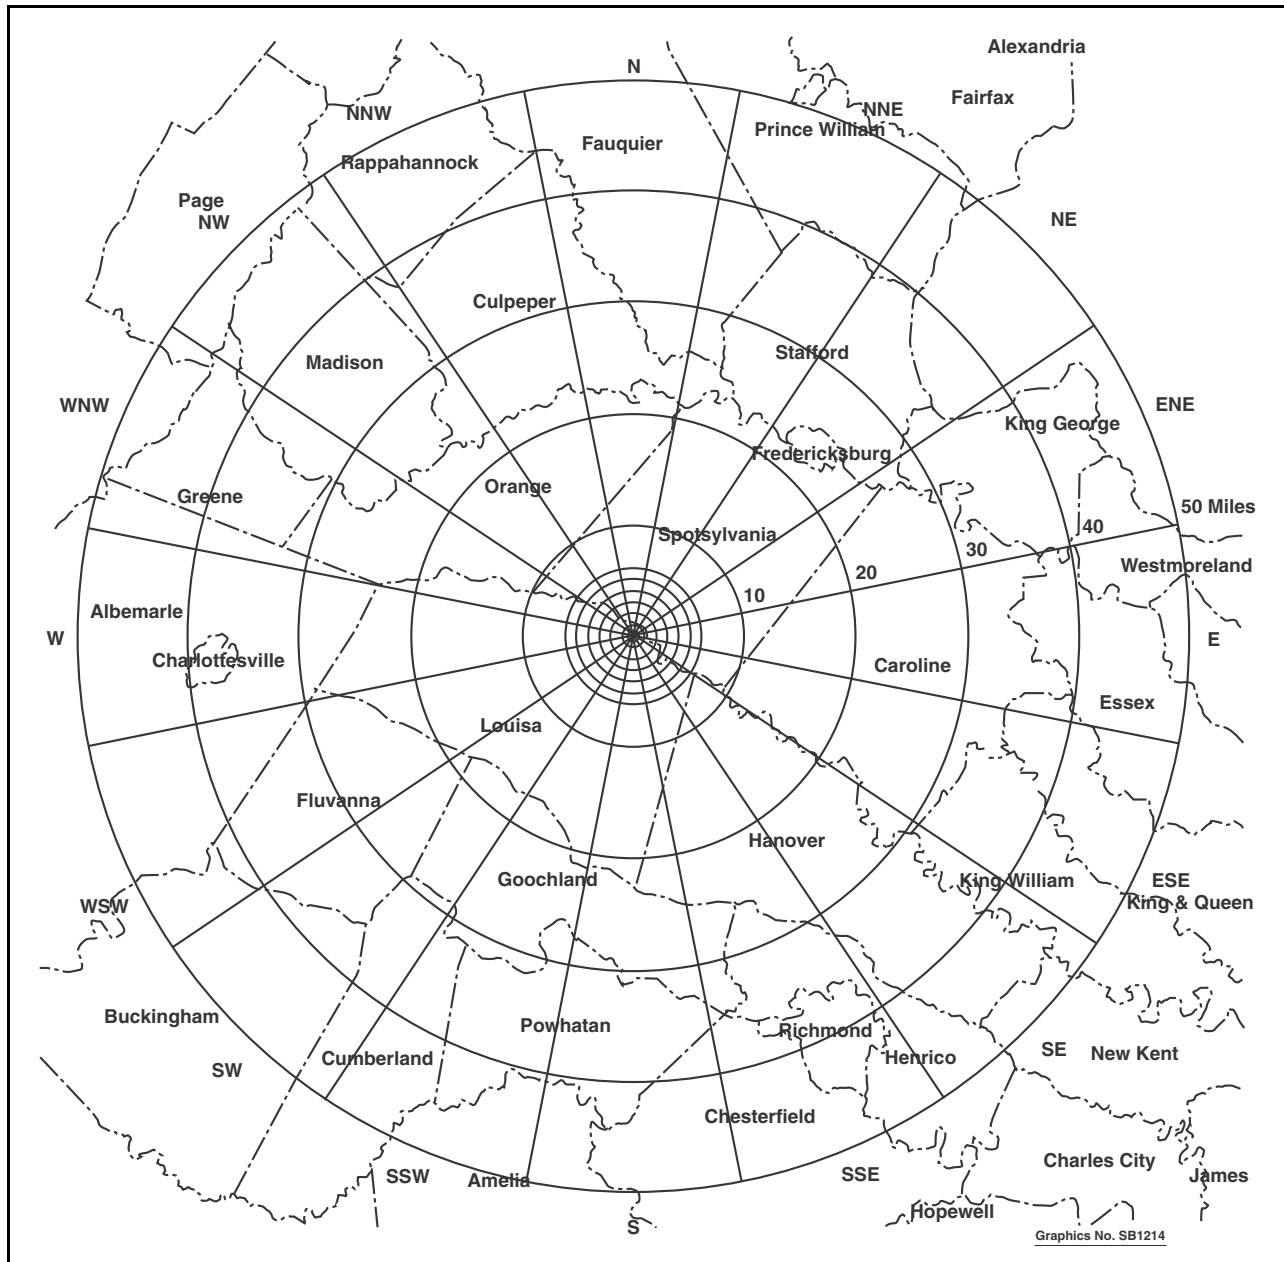 Alexandria
N
Fairfax
NNW
NNE
Prince William
Fauquier
Rappahannock
Page
NW
NE
Culpeper
Stafford
Madison
WNW
ENE
King George
Fredericksburg
Orange
Greene
50 Miles
40
Spotsylvania
30
Westmoreland
20
10
Albemarle
W
E
Charlottesville
Caroline
Essex
Louisa
Fluvanna
Hanover
Goochland
King William
ESE
WSW
King & Queen
Buckingham
Powhatan
Richmond
SE
New Kent
Cumberland
Henrico
SW
Chesterfield
Charles City
SSW
Amelia
SSE
James
Hopewell
S
Graphics No. SB1214